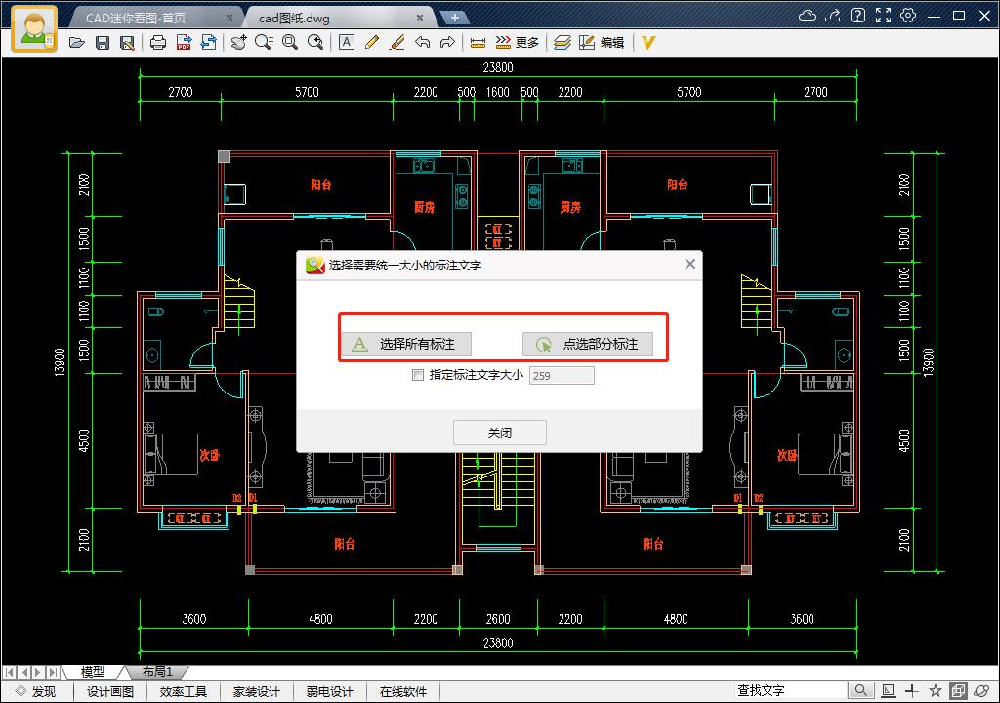 CAD迷你看图-首页
cad图纸.dwg
更多
编辑
23800
2700 5700 2200 500 1600 500 2200 5700 2700
阳台
厨房
厨房
阳台
2100
1500
1100
1100
1500
13900
4500
2100
2100
1500
1100
1100
1500
13900
4500
2100
选择需要统一大小的标注文字
选择所有标注
点选部分标注
指定标注文字大小 259
关闭
次卧
次卧
D2 D1
D1 D2
阳台
阳台
3600 4800 2200 2600 2200 4800 3600
23800
模型 布局1
发现 设计画图 效率工具 家装设计 弱电设计 在线软件 查找文字